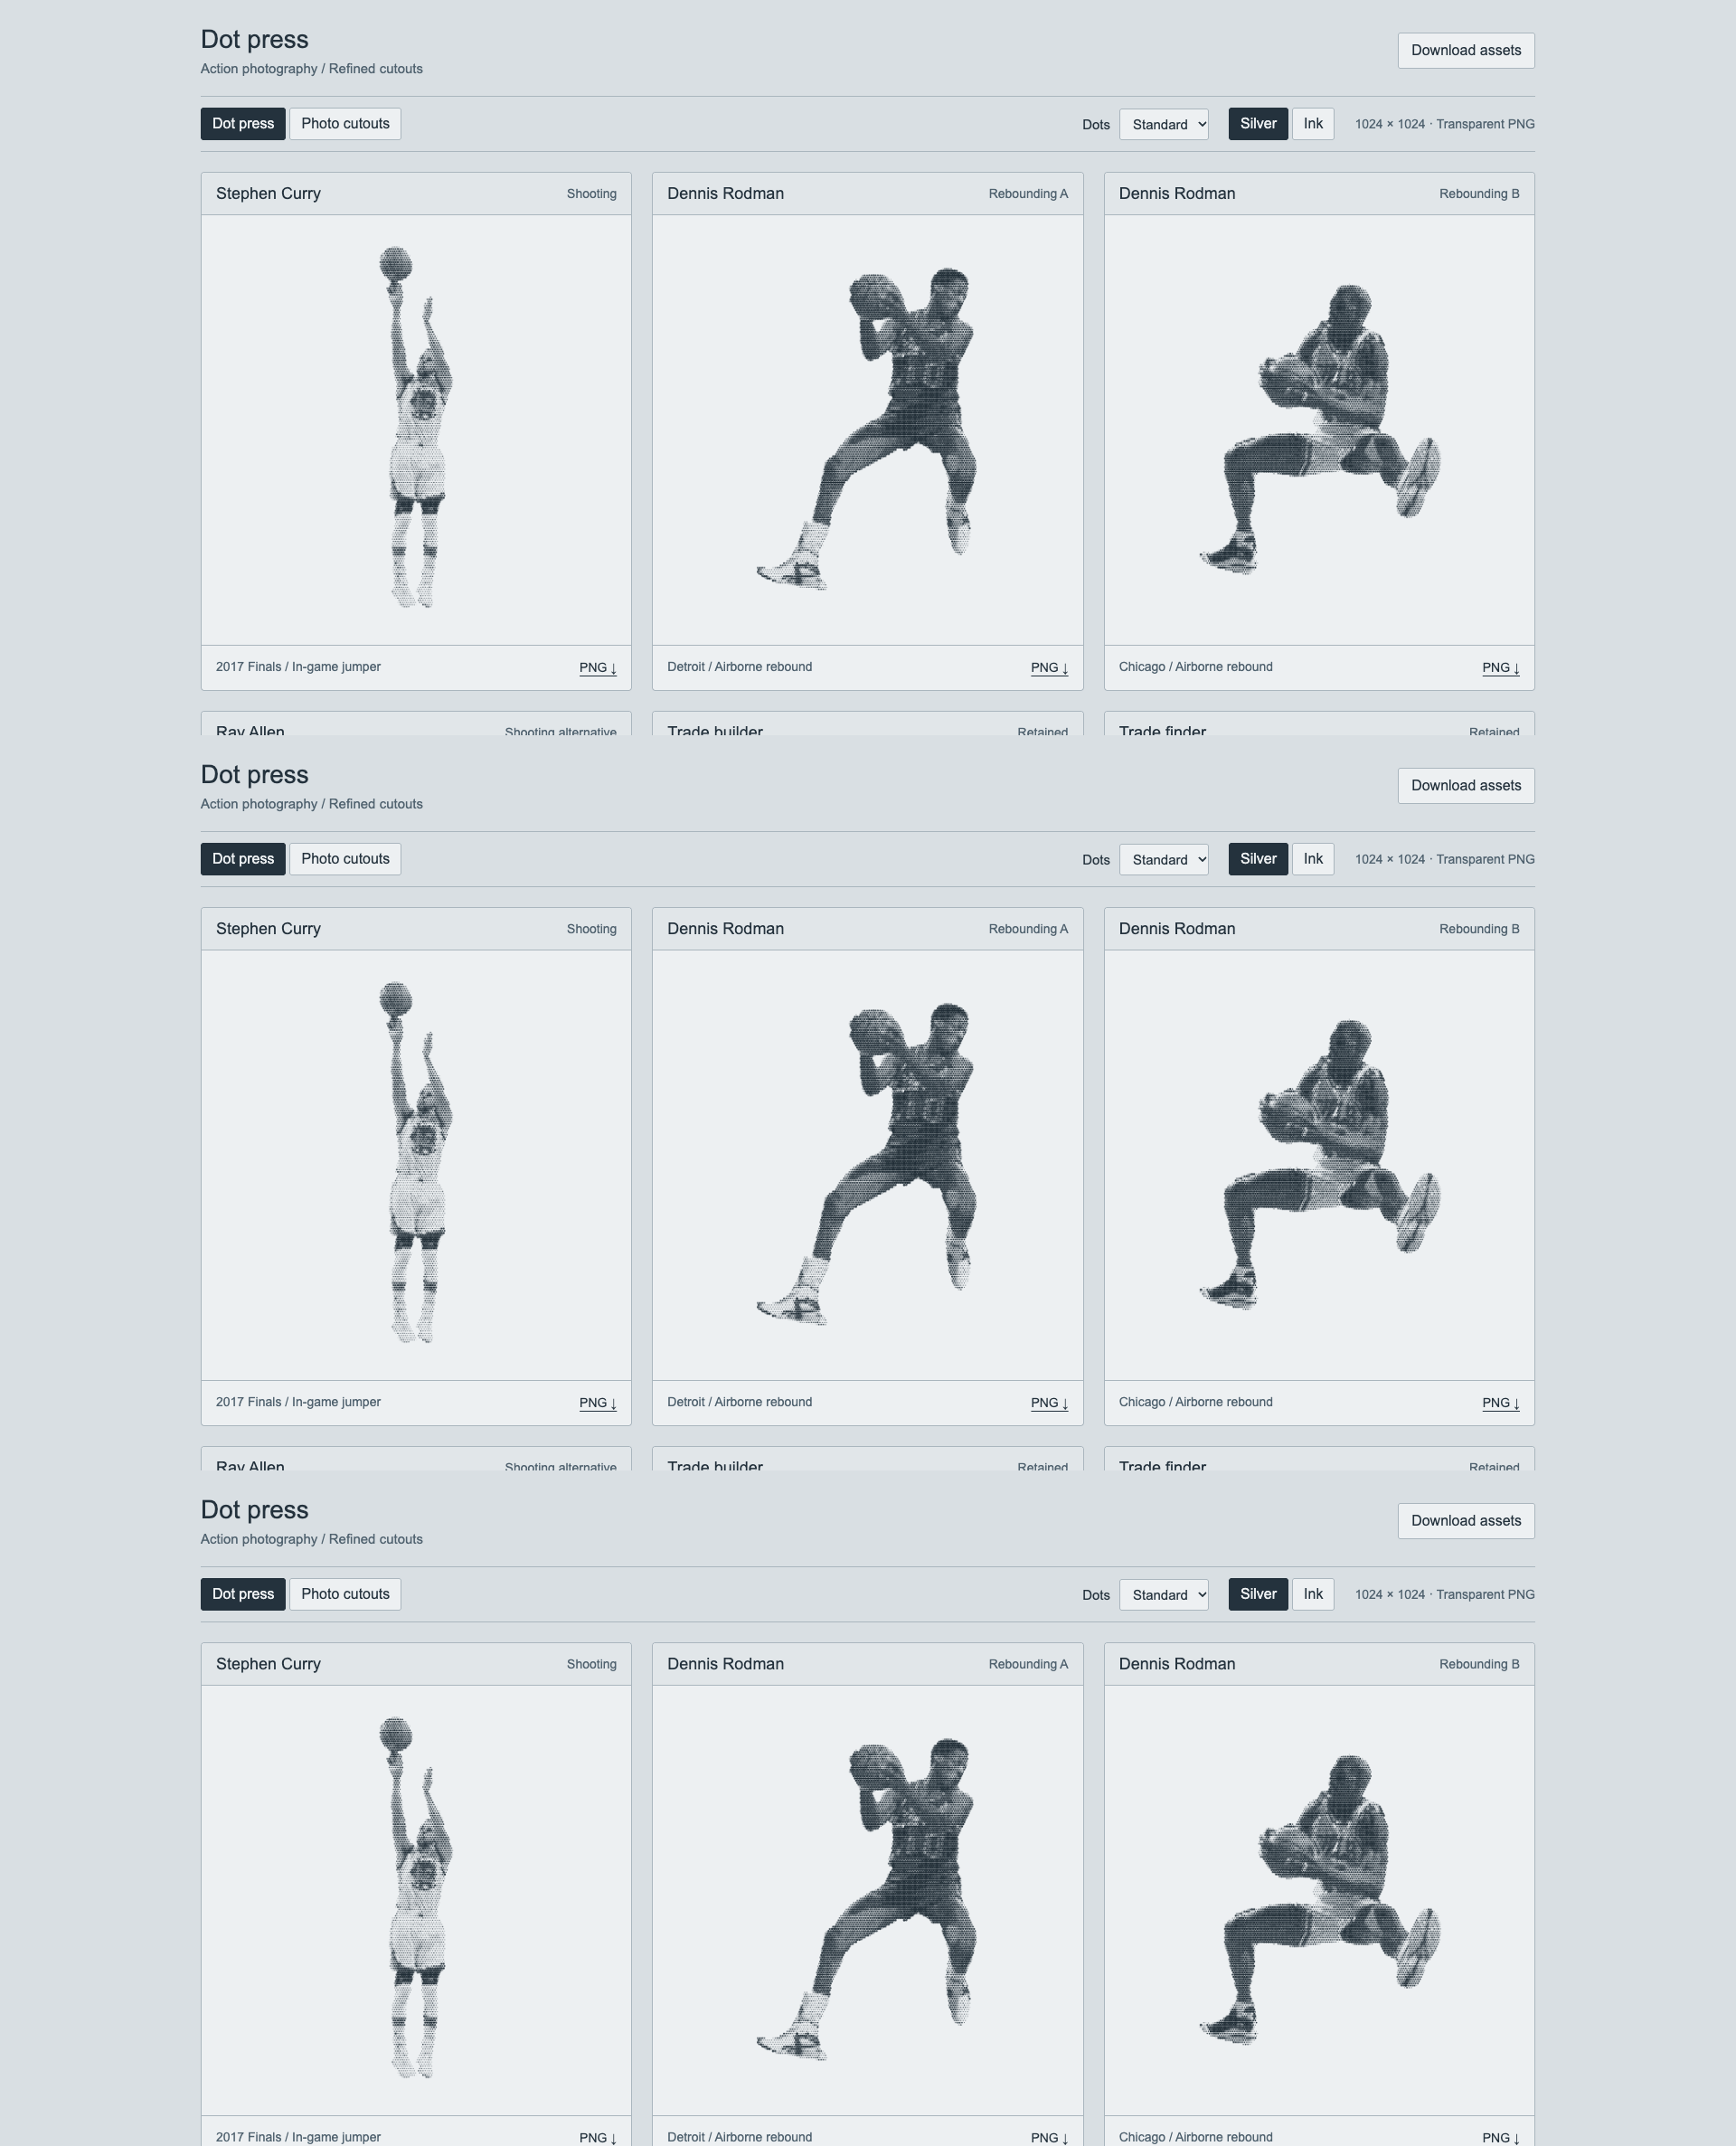 Dot press
Action photography / Refined cutouts
Download assets
Dot press Photo cutouts Dots Standard Silver Ink 1024 × 1024 · Transparent PNG
Stephen Curry Shooting
Dennis Rodman Rebounding A
Dennis Rodman Rebounding B
2017 Finals / In-game jumper PNG ↓
Detroit / Airborne rebound PNG ↓
Chicago / Airborne rebound PNG ↓
Ray Allen Shooting alternative
Trade builder Retained
Trade finder Retained
Dot press
Action photography / Refined cutouts
Download assets
Dot press Photo cutouts Dots Standard Silver Ink 1024 × 1024 · Transparent PNG
Stephen Curry Shooting
Dennis Rodman Rebounding A
Dennis Rodman Rebounding B
2017 Finals / In-game jumper PNG ↓
Detroit / Airborne rebound PNG ↓
Chicago / Airborne rebound PNG ↓
Ray Allen Shooting alternative
Trade builder Retained
Trade finder Retained
Dot press
Action photography / Refined cutouts
Download assets
Dot press Photo cutouts Dots Standard Silver Ink 1024 × 1024 · Transparent PNG
Stephen Curry Shooting
Dennis Rodman Rebounding A
Dennis Rodman Rebounding B
2017 Finals / In-game jumper PNG ↓
Detroit / Airborne rebound PNG ↓
Chicago / Airborne rebound PNG ↓